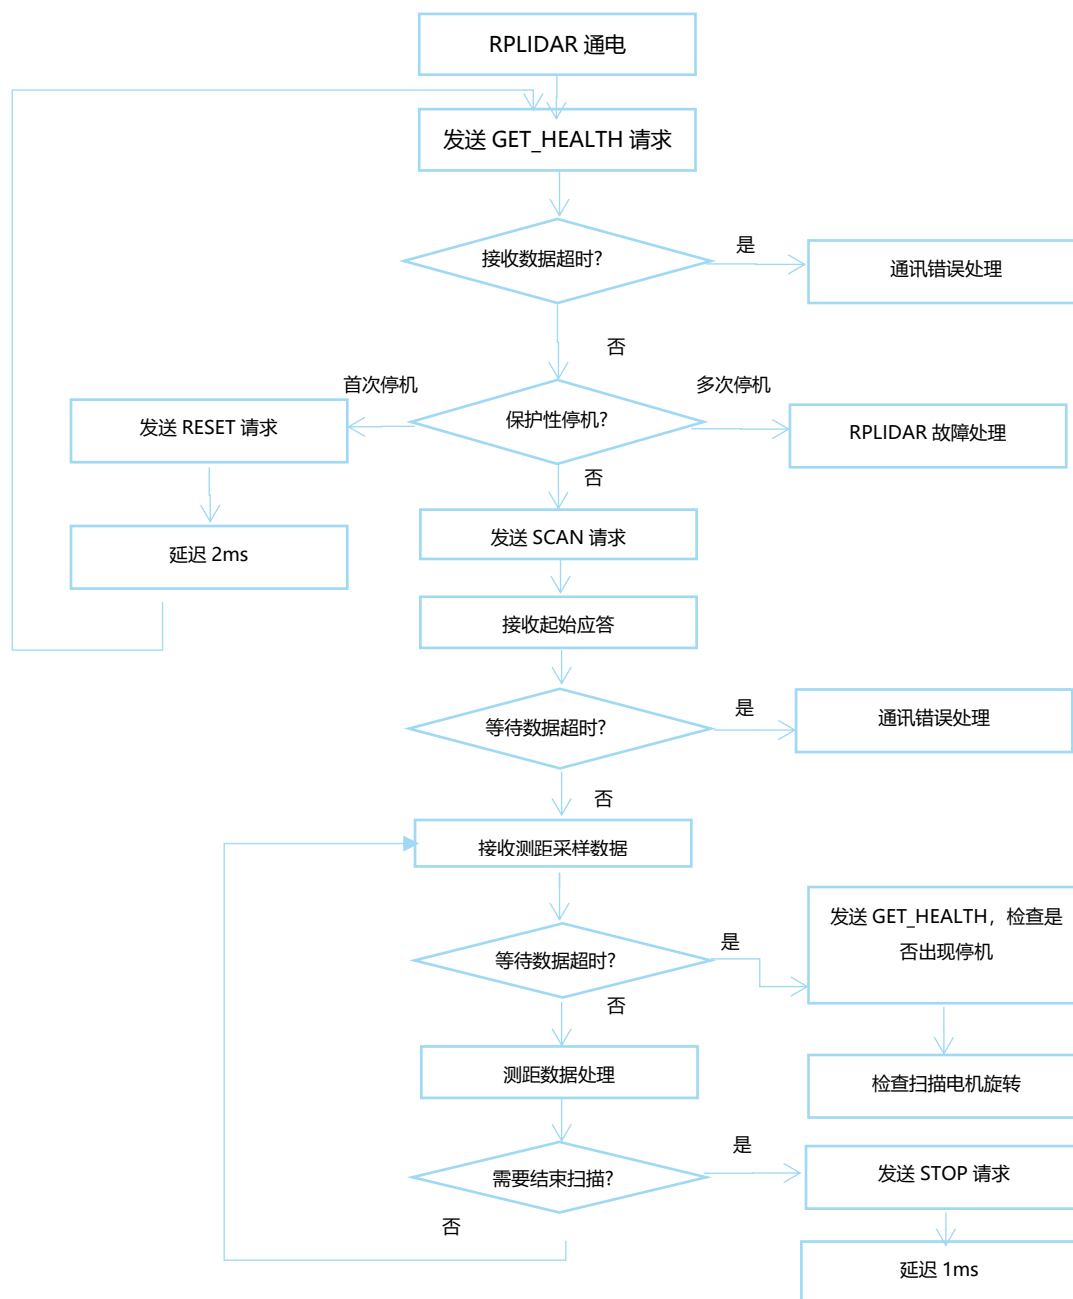 RPLIDAR 通电
发送 GET_HEALTH 请求
接收数据超时?
是
通讯错误处理
否
首次停机
多次停机
发送 RESET 请求
保护性停机?
RPLIDAR 故障处理
否
延迟 2ms
发送 SCAN 请求
接收起始应答
等待数据超时?
是
通讯错误处理
否
接收测距采样数据
等待数据超时?
是
发送 GET_HEALTH，检查是
否出现停机
否
测距数据处理
检查扫描电机旋转
需要结束扫描?
是
发送 STOP 请求
否
延迟 1ms